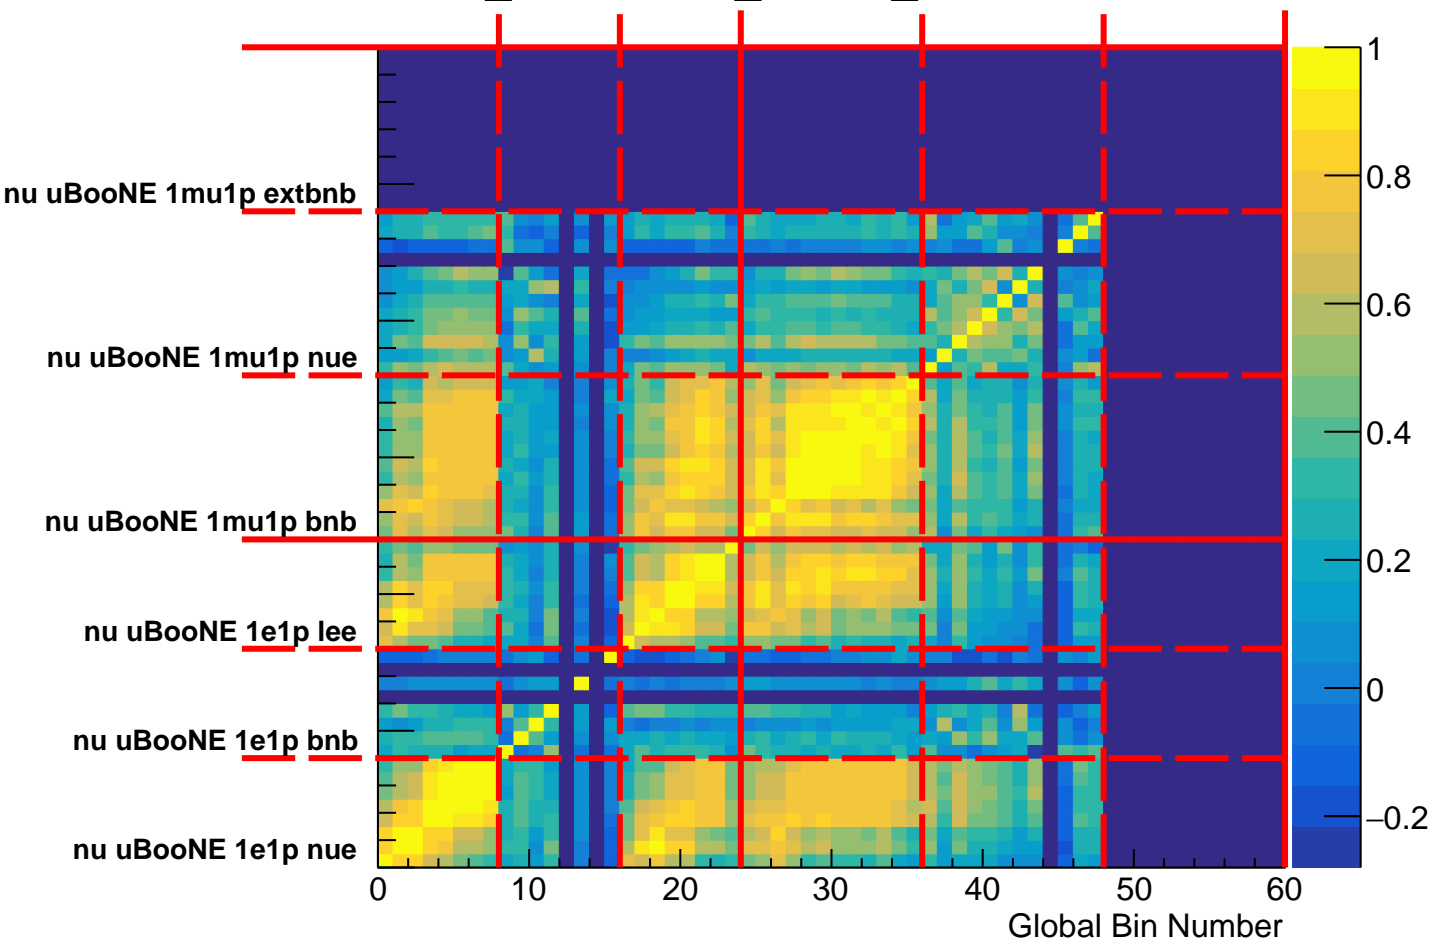 1
nu uBooNE 1mu1p extbnb
0.8
0.6
nu uBooNE 1mu1p nue
0.4
nu uBooNE 1mu1p bnb
0.2
nu uBooNE 1e1p lee
0
nu uBooNE 1e1p bnb
−0.2
nu uBooNE 1e1p nue
0 10 20 30 40 50 60
Global Bin Number